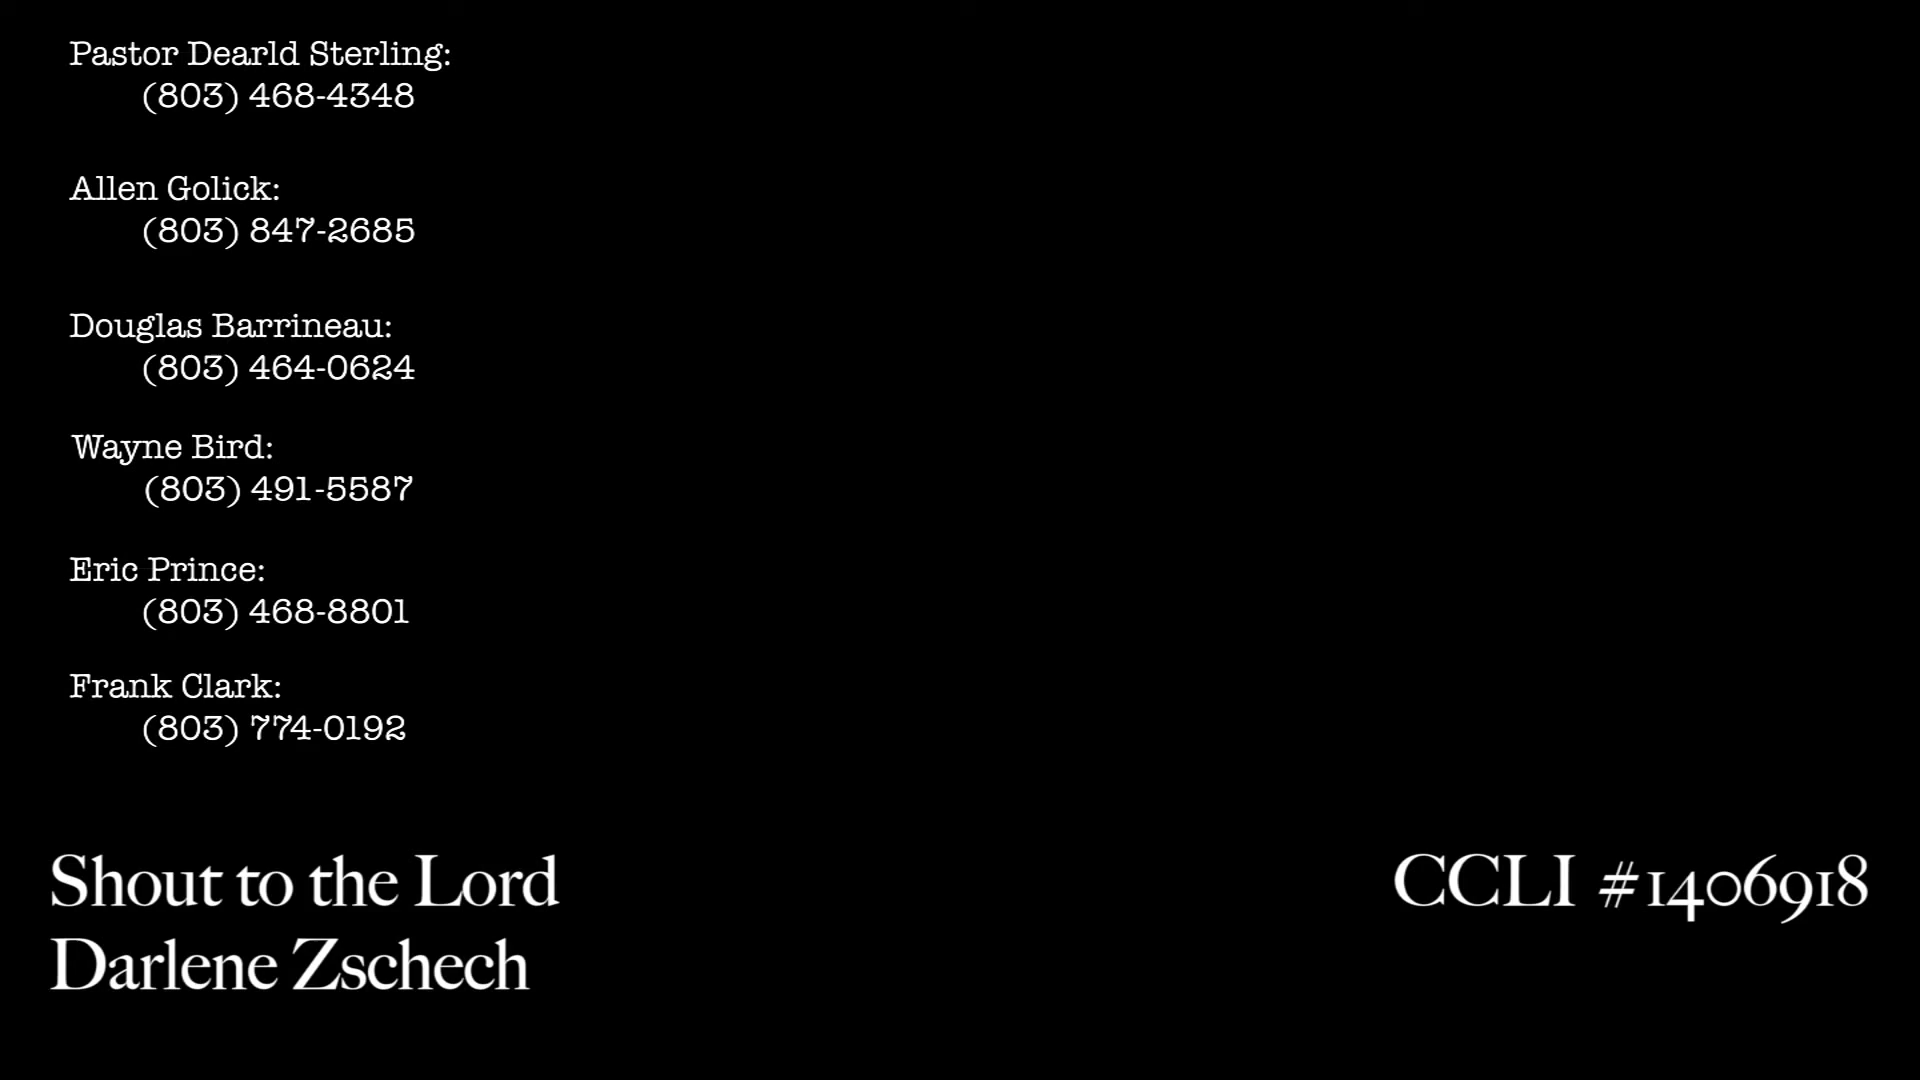 Pastor Dearld Sterling:
(803) 468-4348
Allen Golick:
(803) 847-2685
Douglas Barrineau:
(803) 464-0624
Wayne Bird:
(803) 491-5587
Eric Prince:
(803) 468-8801
Frank Clark:
(803) 774-0192
Shout to the Lord
Darlene Zschech
CCLI #1406918